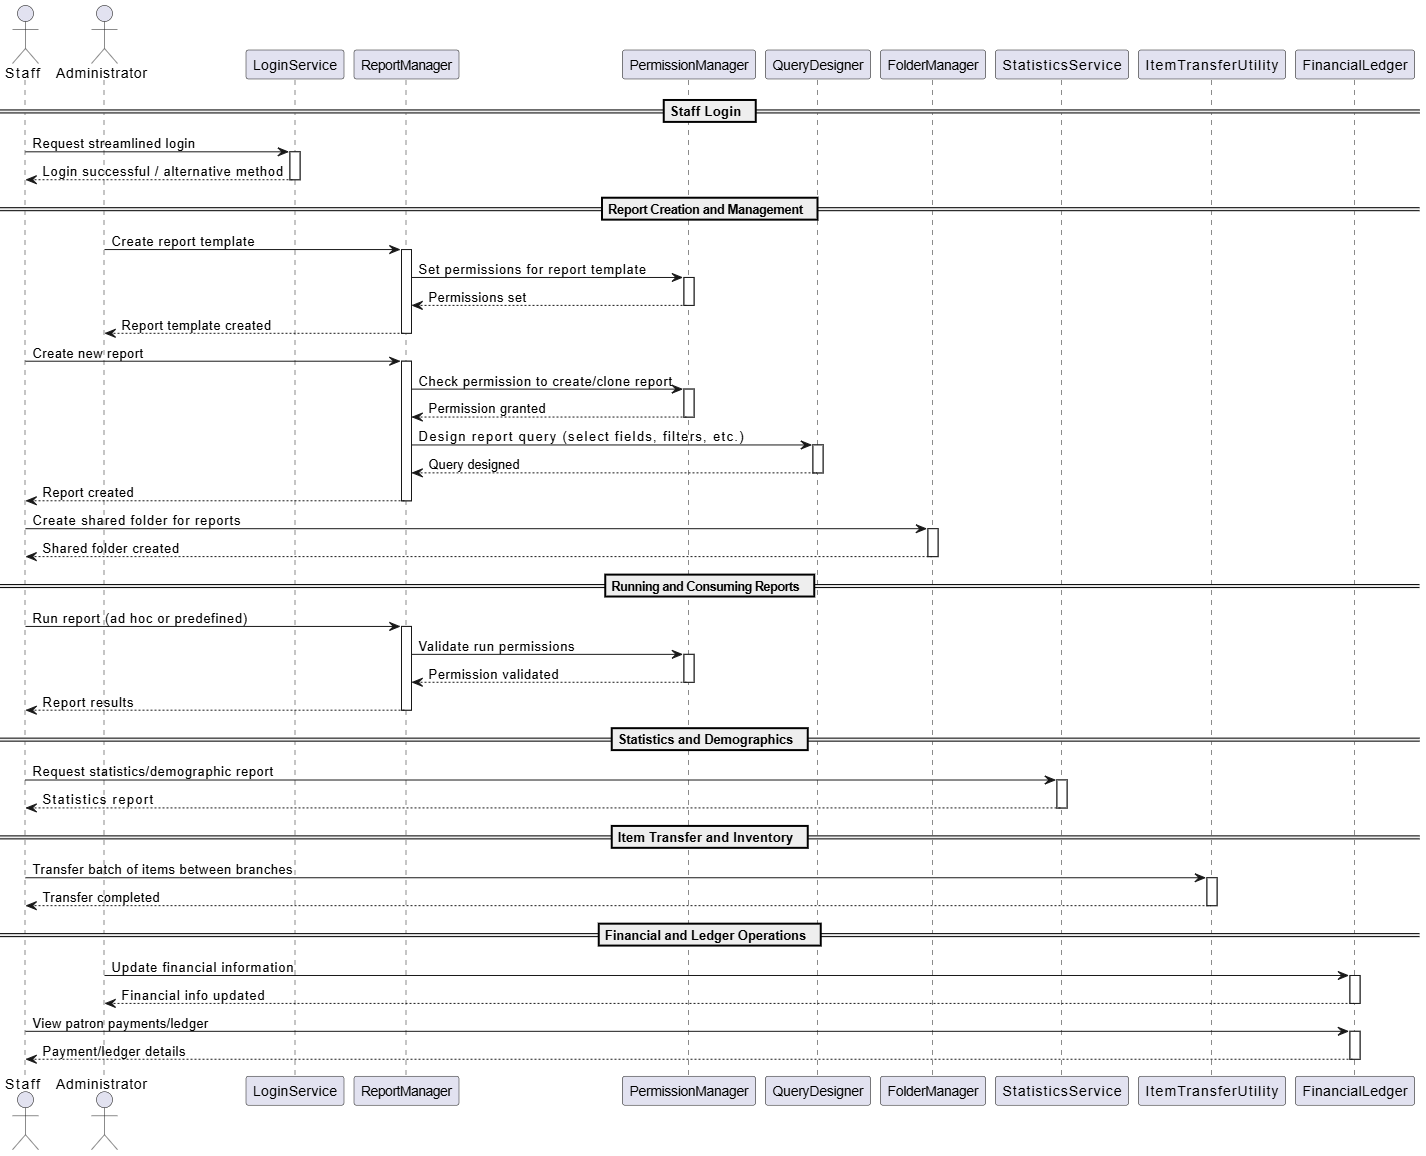 Staff
Administrator
LoginService
ReportManager
PermissionManager
QueryDesigner
FolderManager
StatisticsService
ItemTransferUtility
FinancialLedger
Staff Login
Request streamlined login
Login successful / alternative method
Report Creation and Management
Create report template
Set permissions for report template
Permissions set
Report template created
Create new report
Check permission to create/clone report
Permission granted
Design report query (select fields, filters, etc.)
Query designed
Report created
Create shared folder for reports
Shared folder created
Running and Consuming Reports
Run report (ad hoc or predefined)
Validate run permissions
Permission validated
Report results
Statistics and Demographics
Request statistics/demographic report
Statistics report
Item Transfer and Inventory
Transfer batch of items between branches
Transfer completed
Financial and Ledger Operations
Update financial information
Financial info updated
View patron payments/ledger
Payment/ledger details
Staff
Administrator
LoginService
ReportManager
PermissionManager
QueryDesigner
FolderManager
StatisticsService
ItemTransferUtility
FinancialLedger